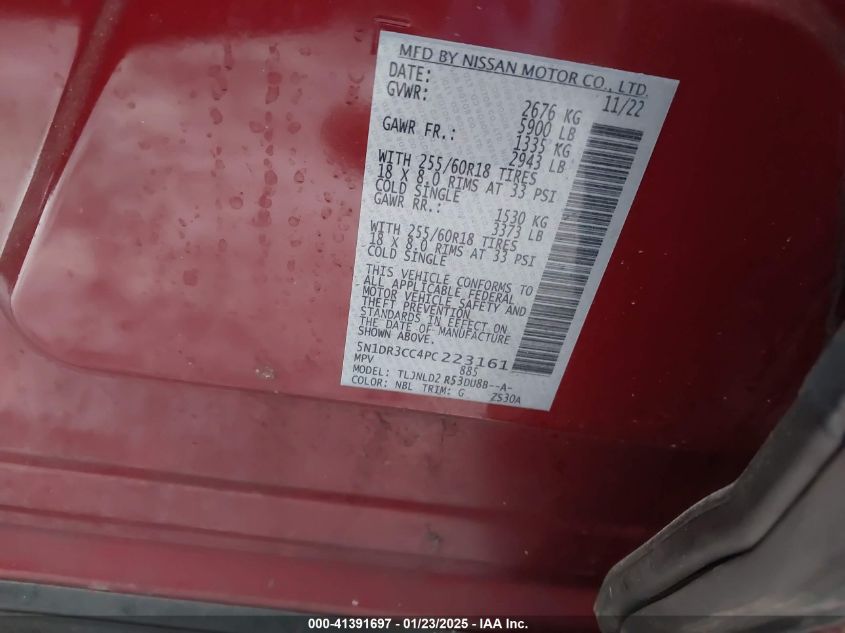 MFD BY NISSAN MOTOR CO., LTD.
DATE: 11/22
GVWR: 2676 KG
5900 LB
GAWR FR.: 1335 KG
2943 LB
WITH 255/60R18 TIRES
18 X 8.0 RIMS AT 33 PSI
COLD SINGLE
GAWR RR.: 1530 KG
3373 LB
WITH 255/60R18 TIRES
18 X 8.0 RIMS AT 33 PSI
COLD SINGLE
THIS VEHICLE CONFORMS TO
ALL APPLICABLE FEDERAL
MOTOR VEHICLE SAFETY AND
THEFT PREVENTION
STANDARDS IN EFFECT ON
THE DATE OF MANUFACTURE
SHOWN ABOVE.
5N1DR3CC4PC223161
MPV 885
MODEL: TLJNLD2 R53DU8B--A-
COLOR: NBL TRIM: G 2530A
000-41391697 - 01/23/2025 - IAA Inc.